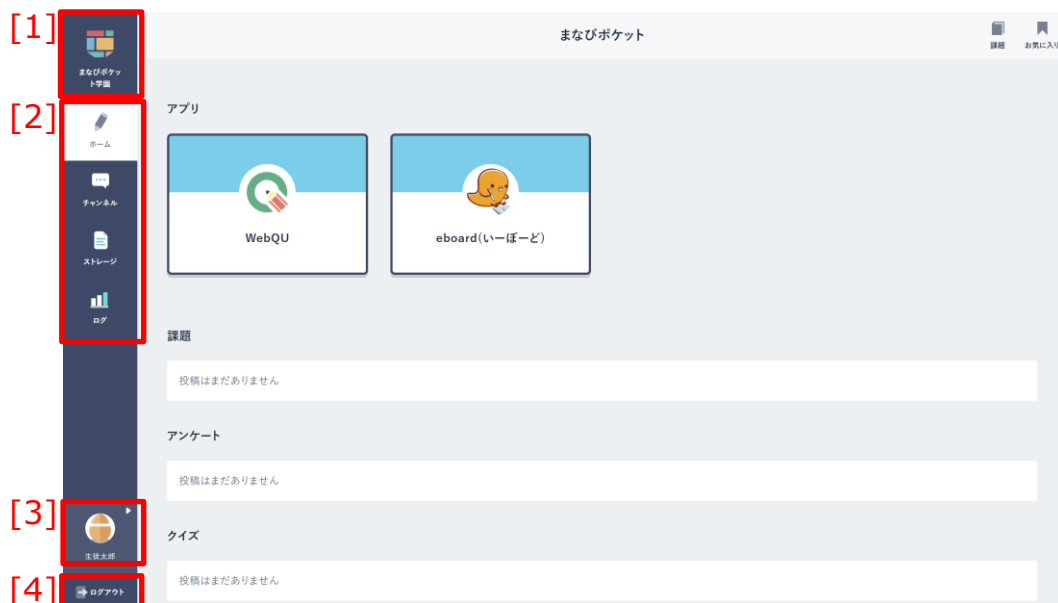 [1]
まなびポケッ
ト学園
まなびポケット
課題
お気に入り
[2]
ホーム
チャンネル
ストレージ
ログ
アプリ
WebQU
eboard(いーぼーど)
課題
投稿はまだありません
アンケート
投稿はまだありません
[3]
生徒太郎
クイズ
投稿はまだありません
[4]
ログアウト